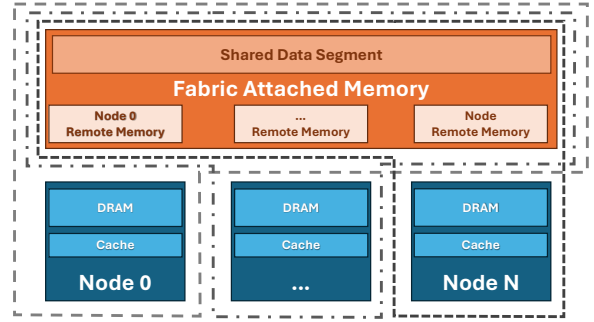 Shared Data Segment
Fabric Attached Memory
Node 0
Remote Memory
...
Remote Memory
Node
Remote Memory
DRAM
Cache
Node 0
DRAM
Cache
...
DRAM
Cache
Node N